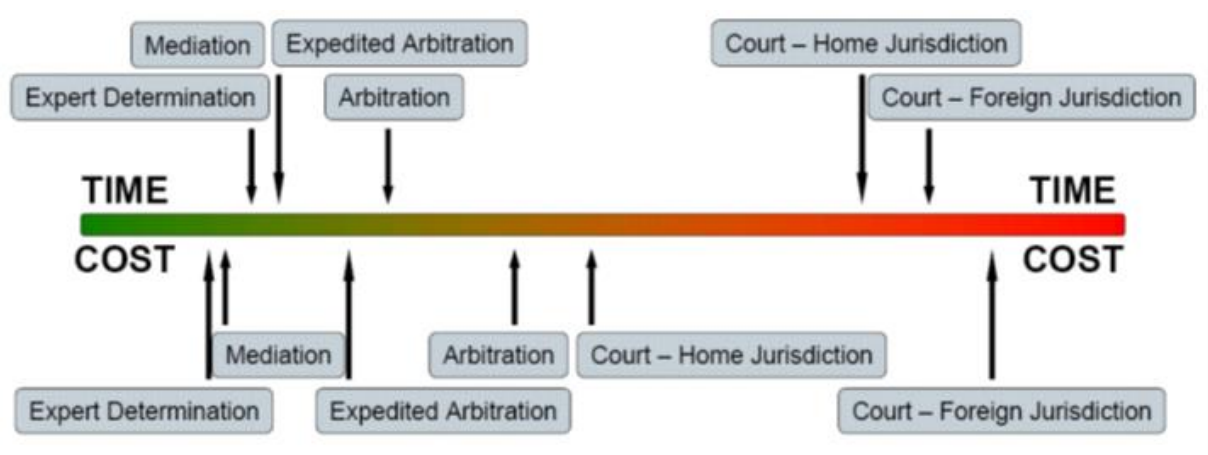 Mediation
Expedited Arbitration
Court – Home Jurisdiction
Expert Determination
Arbitration
Court – Foreign Jurisdiction
TIME
TIME
COST
COST
Mediation
Arbitration
Court – Home Jurisdiction
Expert Determination
Expedited Arbitration
Court – Foreign Jurisdiction